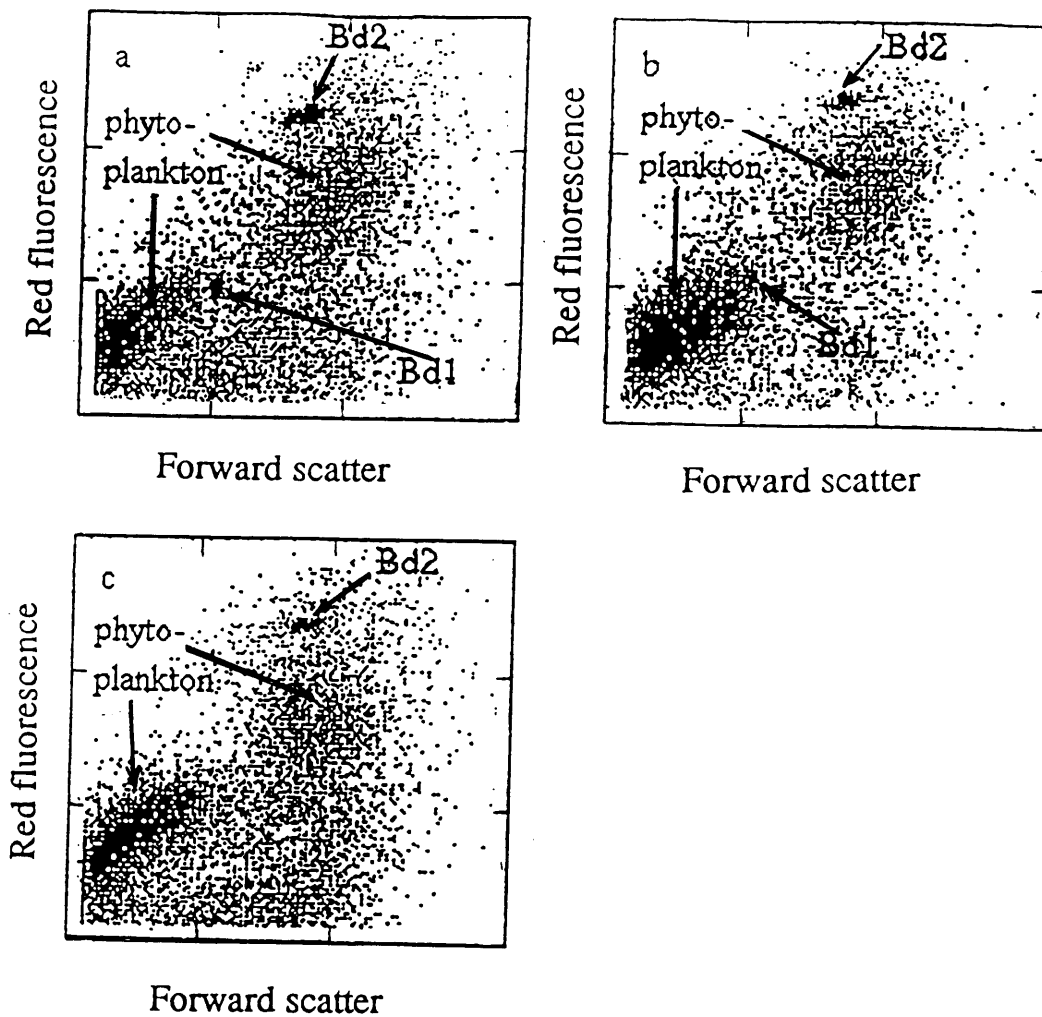 a
Bd2
phyto-
plankton
Bd1
Red fluorescence
Forward scatter
b
Bd2
phyto-
plankton
Bd1
Red fluorescence
Forward scatter
c
Bd2
phyto-
plankton
Red fluorescence
Forward scatter